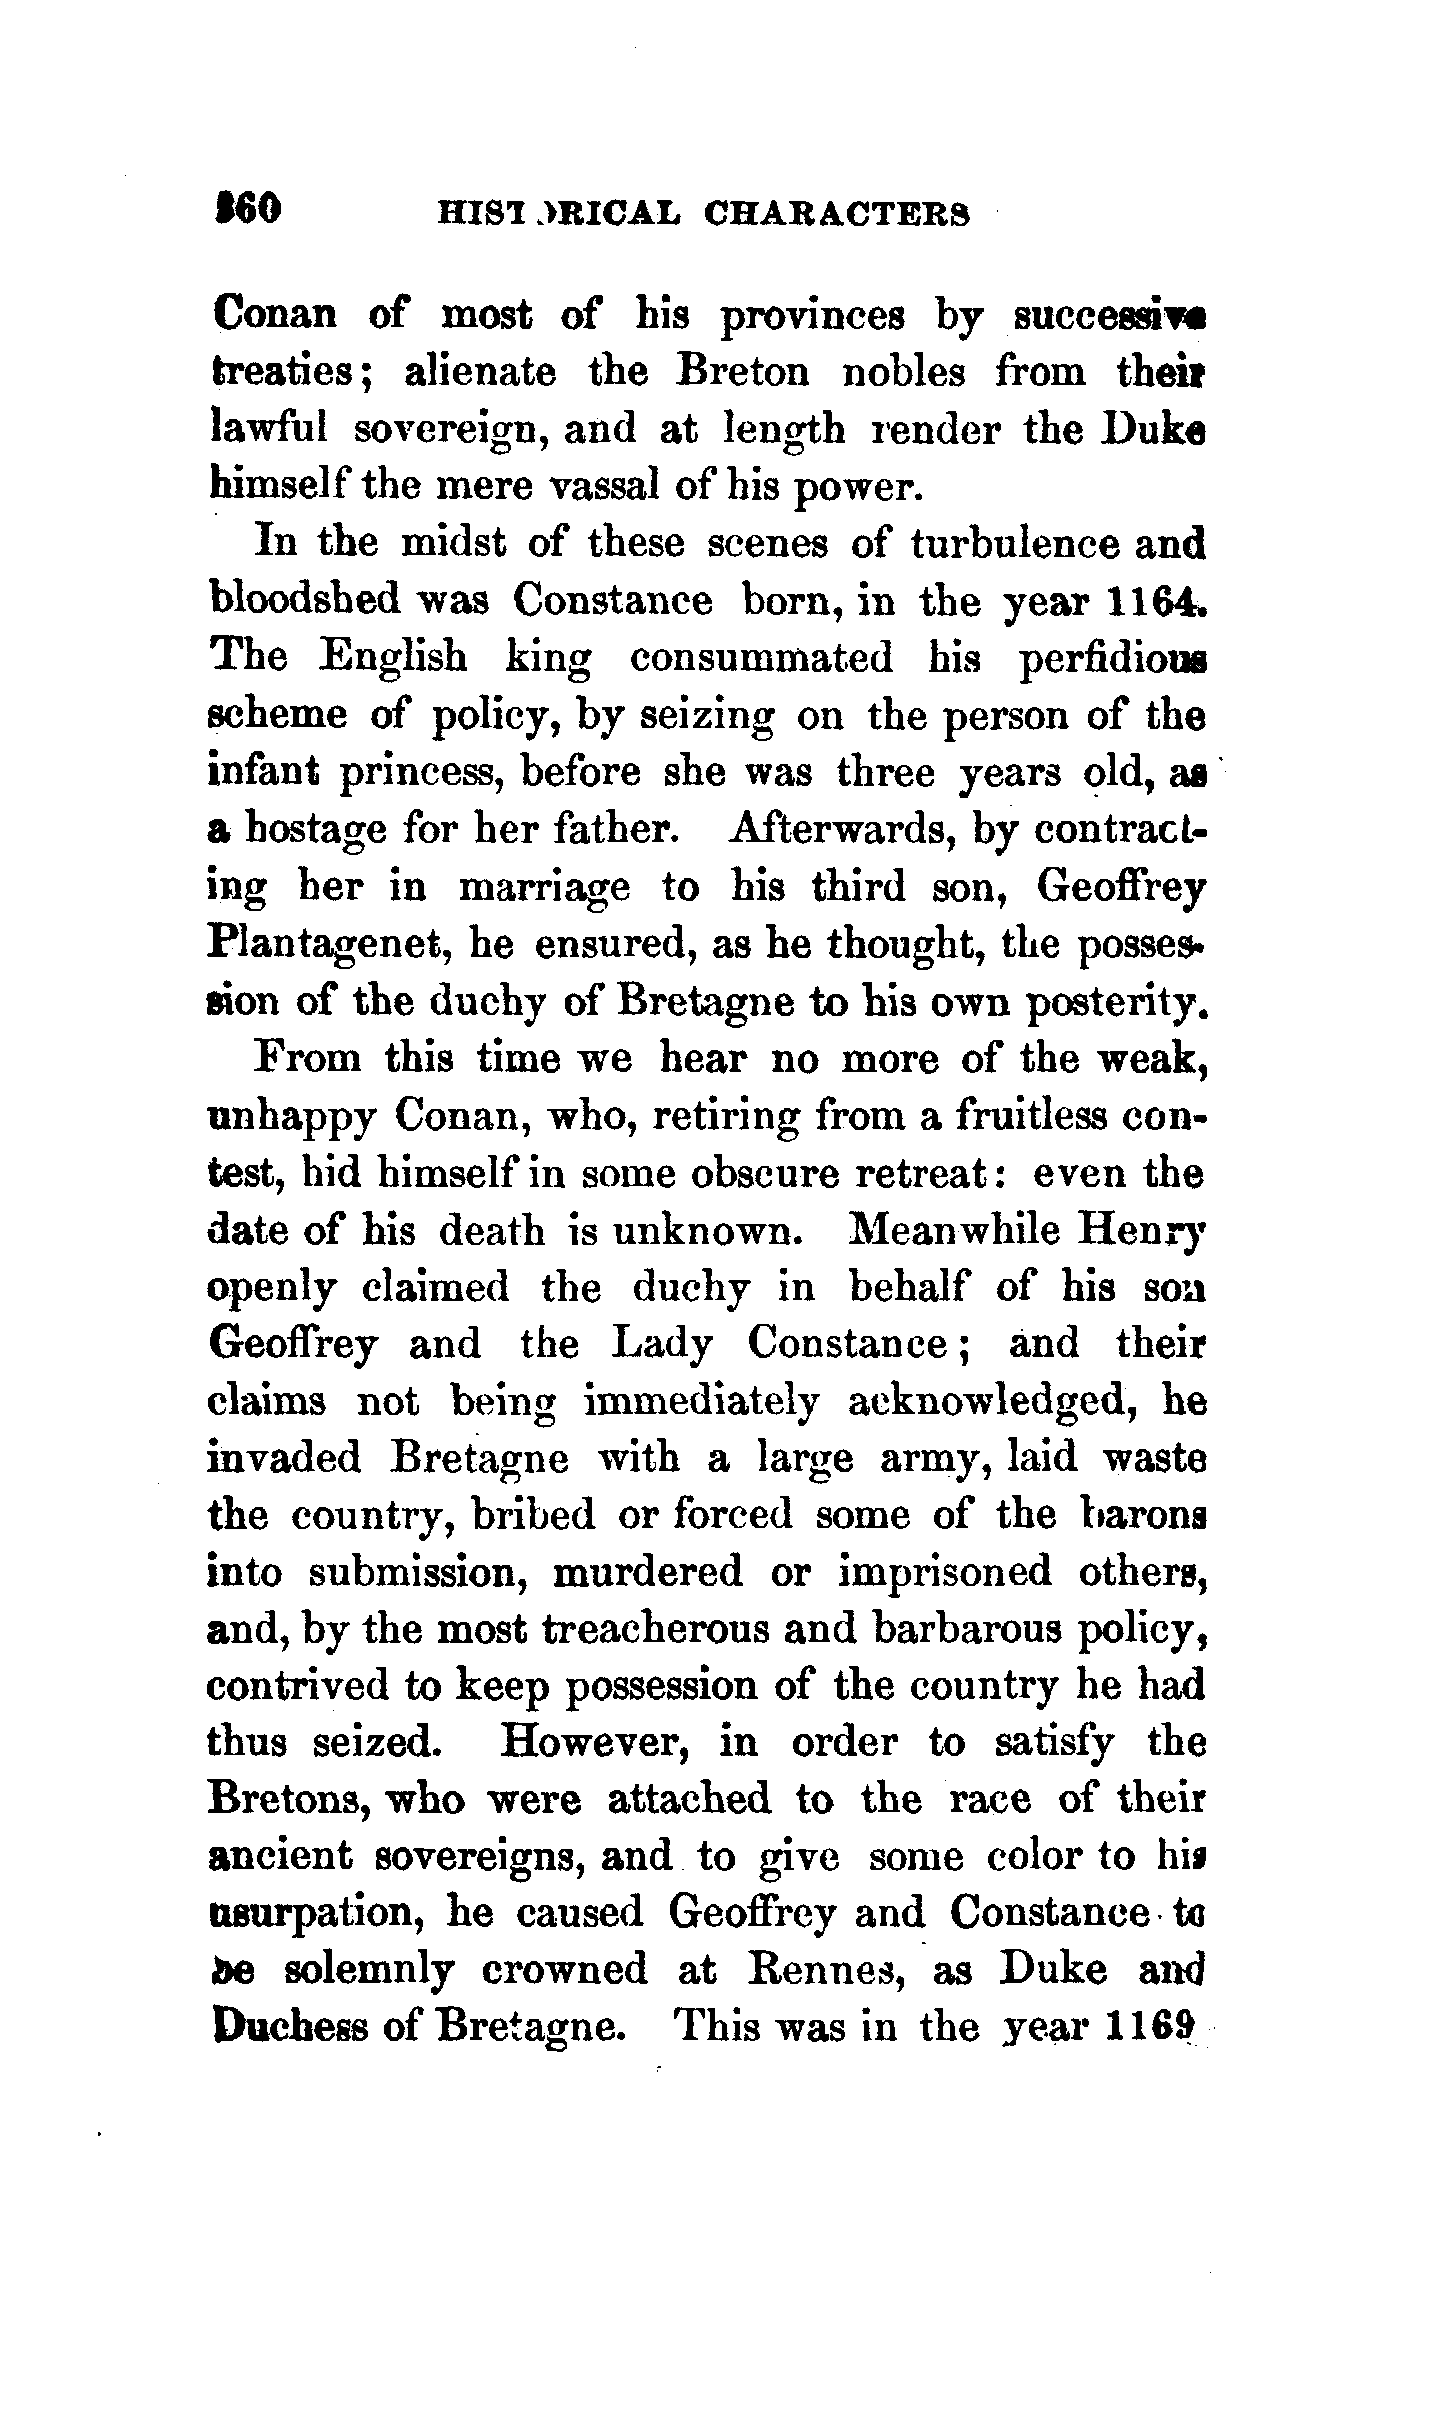 360 HISTORICAL CHARACTERS
Conan of most of his provinces by successive
treaties; alienate the Breton nobles from their
lawful sovereign, and at length render the Duke
himself the mere vassal of his power.
In the midst of these scenes of turbulence and
bloodshed was Constance born, in the year 1164.
The English king consummated his perfidious
scheme of policy, by seizing on the person of the
infant princess, before she was three years old, as
a hostage for her father. Afterwards, by contract-
ing her in marriage to his third son, Geoffrey
Plantagenet, he ensured, as he thought, the posses-
sion of the duchy of Bretagne to his own posterity.
From this time we hear no more of the weak,
unhappy Conan, who, retiring from a fruitless con-
test, hid himself in some obscure retreat: even the
date of his death is unknown. Meanwhile Henry
openly claimed the duchy in behalf of his son
Geoffrey and the Lady Constance; and their
claims not being immediately acknowledged, he
invaded Bretagne with a large army, laid waste
the country, bribed or forced some of the barons
into submission, murdered or imprisoned others,
and, by the most treacherous and barbarous policy,
contrived to keep possession of the country he had
thus seized. However, in order to satisfy the
Bretons, who were attached to the race of their
ancient sovereigns, and to give some color to his
usurpation, he caused Geoffrey and Constance to
be solemnly crowned at Rennes, as Duke and
Duchess of Bretagne. This was in the year 1169